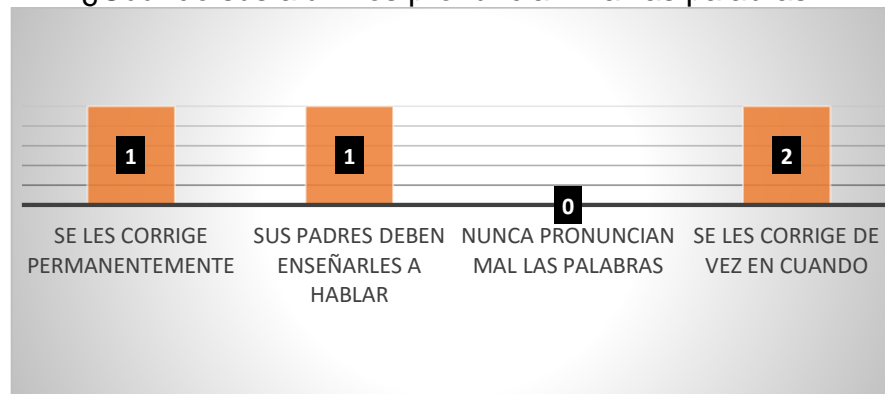 1
1
0
2
SE LES CORRIGE
PERMANENTEMENTE
SUS PADRES DEBEN
ENSEÑARLES A
HABLAR
NUNCA PRONUNCIAN
MAL LAS PALABRAS
SE LES CORRIGE DE
VEZ EN CUANDO